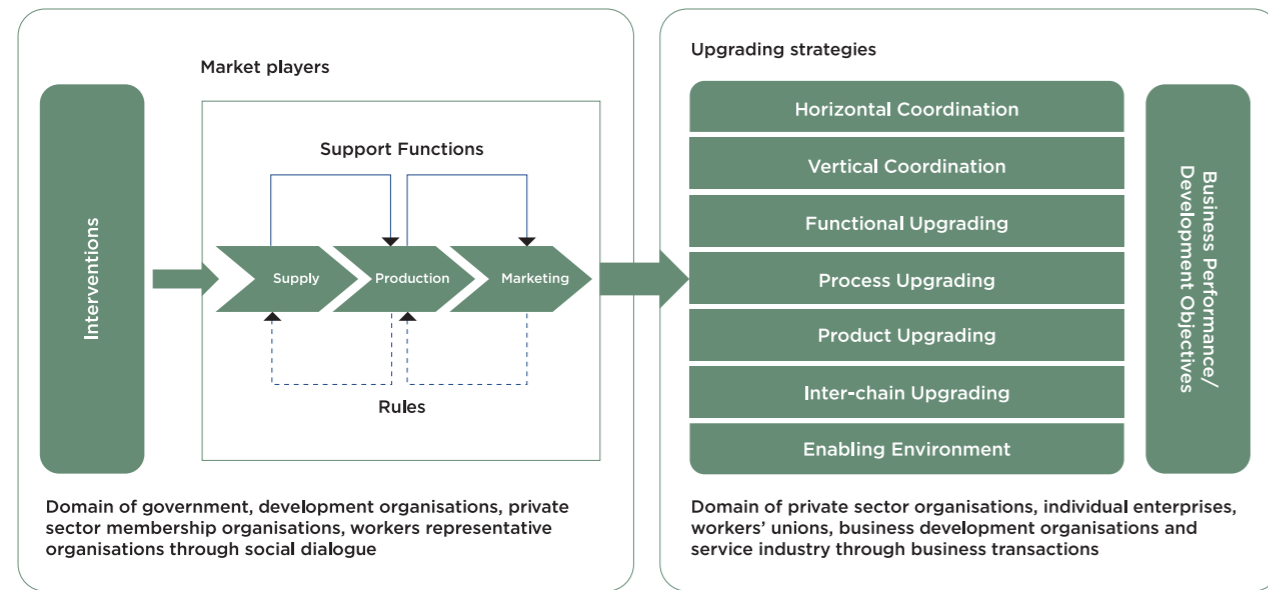 Market players
Interventions
Support Functions
Supply
Production
Marketing
Rules
Domain of government, development organisations, private
sector membership organisations, workers representative
organisations through social dialogue
Upgrading strategies
Horizontal Coordination
Vertical Coordination
Functional Upgrading
Process Upgrading
Product Upgrading
Inter-chain Upgrading
Enabling Environment
Business Performance/
Development Objectives
Domain of private sector organisations, individual enterprises,
workers’ unions, business development organisations and
service industry through business transactions